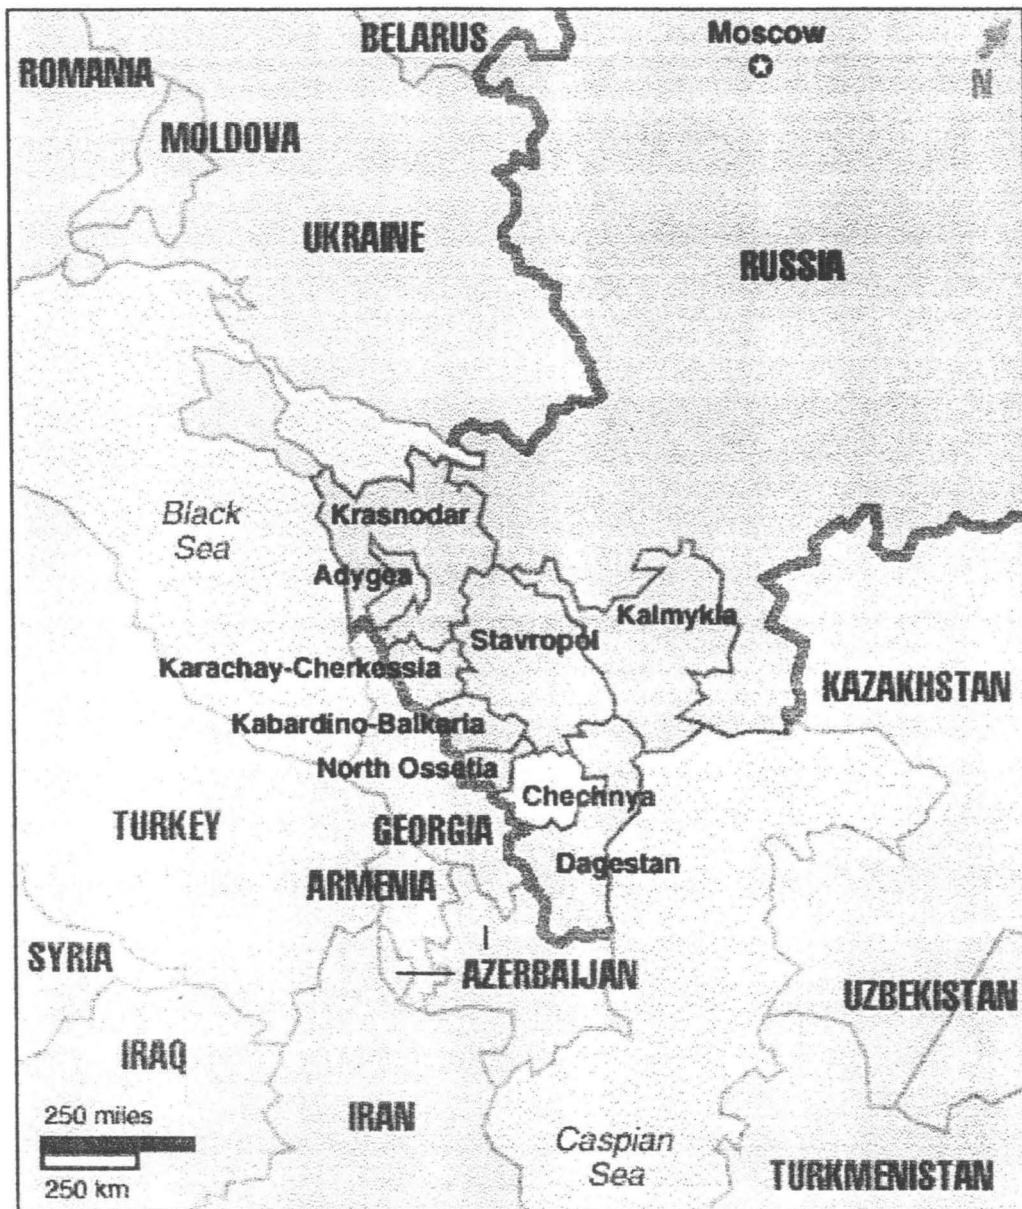 BELARUS
Moscow
ROMANIA
N
MOLDOVA
UKRAINE
RUSSIA
Black
Sea
Krasnodar
Adygea
Kalmykia
Stavropol
Karachay-Cherkessia
KAZAKHSTAN
Kabardino-Balkaria
North Ossetia
Chechnya
TURKEY
GEORGIA
Dagestan
ARMENIA
SYRIA
AZERBAIJAN
UZBEKISTAN
IRAQ
250 miles
IRAN
Caspian
Sea
250 km
TURKMENISTAN